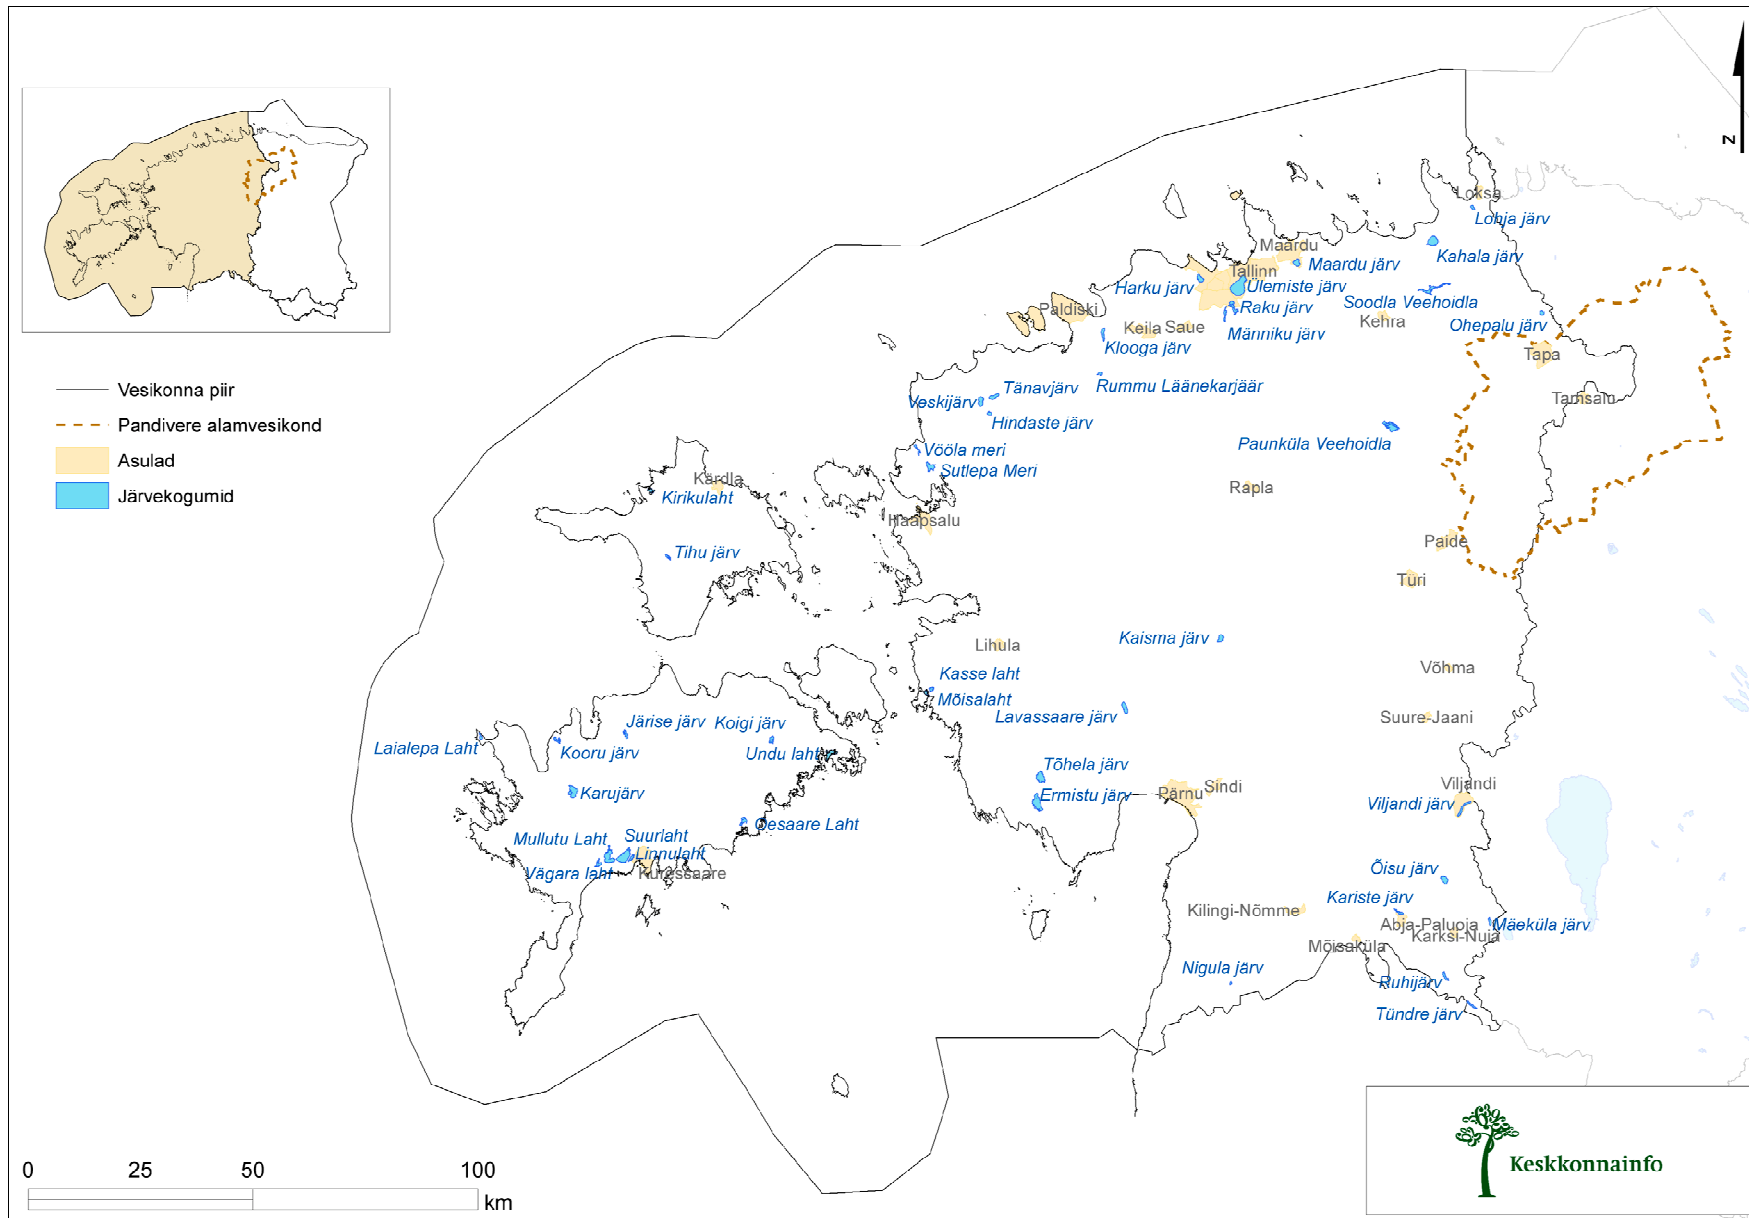 Vesikonna piir
Pandivere alamvesikond
Asulad
Järvekogumid
Z
Loksa
Lohja järv
Kahala järv
Maardu
Maardu järv
Tallinn
Harku järv
Ülemiste järv
Soodla Veehoidla
Raku järv
Kehra
Ohepalu järv
Paldiski
Keila
Saue
Männiku järv
Klooga järv
Tapa
Rummu Läänekarjäär
Tänavjärv
Veskijärv
Hindaste järv
Tamsalu
Paunküla Veehoidla
Vööla meri
Sutlepa Meri
Kärdla
Kirikulaht
Rapla
Haapsalu
Paide
Tihu järv
Türi
Kaisma järv
Lihula
Võhma
Kasse laht
Mõisalaht
Lavassaare järv
Suure-Jaani
Järise järv
Koigi järv
Laialepa Laht
Kooru järv
Undu laht
Tõhela järv
Ermistu järv
Pärnu
Sindi
Viljandi
Viljandi järv
Karujärv
Oesaare Laht
Mullutu Laht
Suurlaht
Linnulaht
Vägara laht
Kuressaare
Õisu järv
Kariste järv
Kilingi-Nõmme
Abja-Paluoja
Mäeküla järv
Karksi-Nuia
Mõisaküla
Nigula järv
Ruhijärv
Tündre järv
0 25 50 100
km
Keskkonnainfo